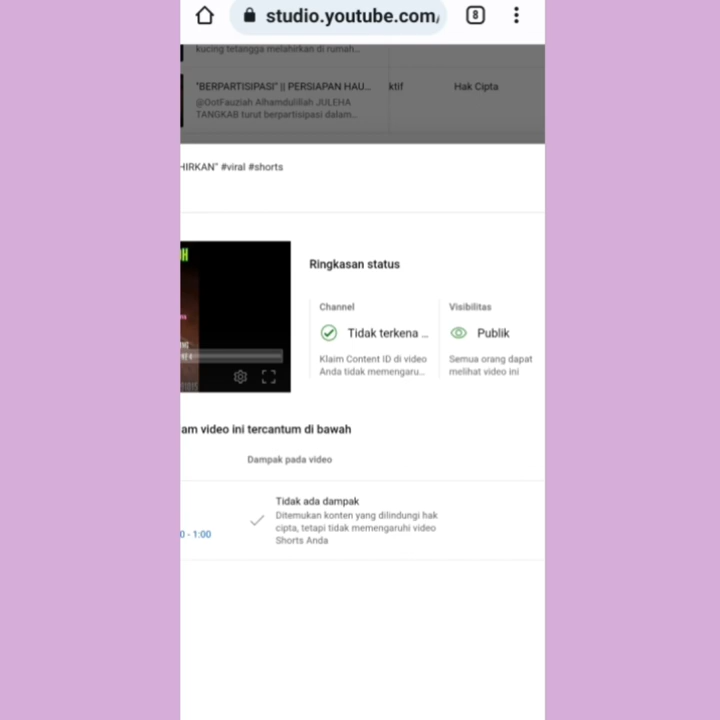 studio.youtube.com/
8
kucing tetangga melahirkan di rumah...
"BERPARTISIPASI" || PERSIAPAN HAU...
ktif
Hak Cipta
@OotFauziah Alhamdulillah JULEHA
TANGKAB turut berpartisipasi dalam...
HIRKAN" #viral #shorts
Ringkasan status
Channel
Visibilitas
Tidak terkena ...
Publik
Klaim Content ID di video
Anda tidak memengaru...
Semua orang dapat
melihat video ini
am video ini tercantum di bawah
Dampak pada video
Tidak ada dampak
Ditemukan konten yang dilindungi hak
cipta, tetapi tidak memengaruhi video
Shorts Anda
0 - 1:00